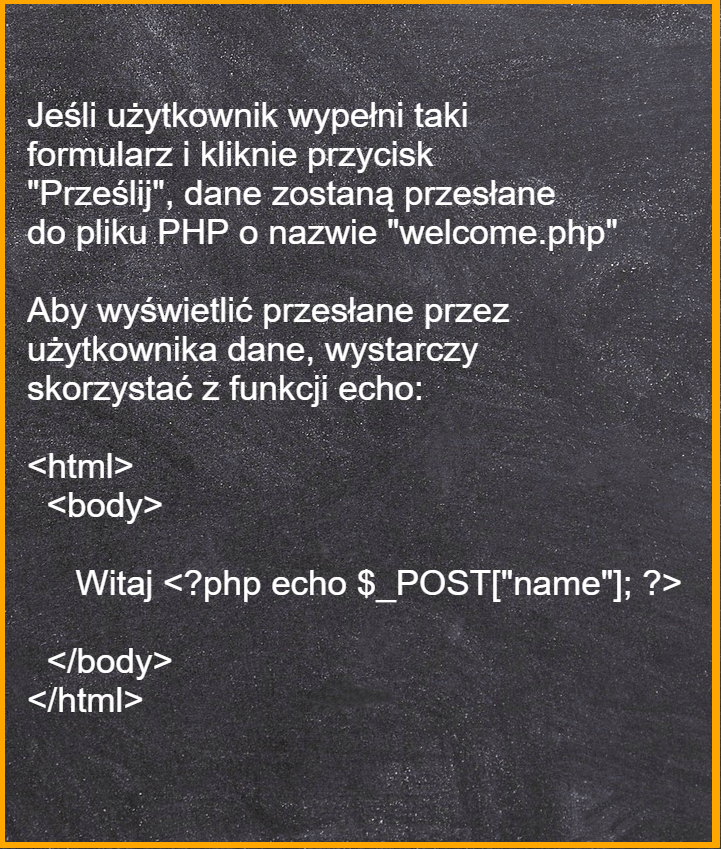 Jeśli użytkownik wypełni taki
formularz i kliknie przycisk
"Prześlij", dane zostaną przesłane
do pliku PHP o nazwie "welcome.php"
Aby wyświetlić przesłane przez
użytkownika dane, wystarczy
skorzystać z funkcji echo:
<html>
<body>
Witaj <?php echo $_POST["name"]; ?>
</body>
</html>